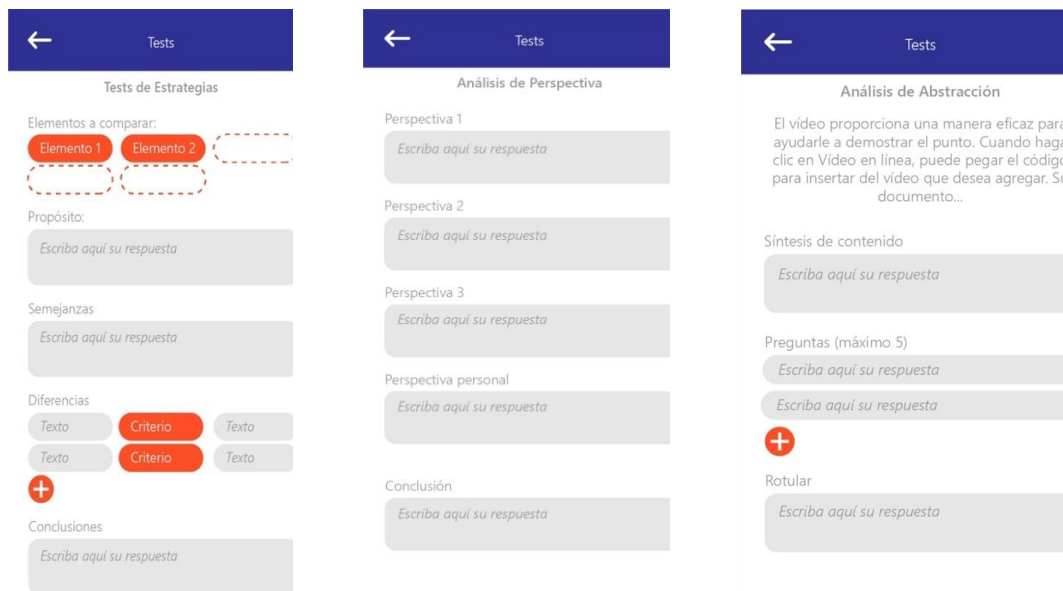 Tests
Tests de Estrategias
Elementos a comparar:
Elemento 1 Elemento 2
Propósito:
Escriba aquí su respuesta
Semejanzas
Escriba aquí su respuesta
Diferencias
Texto Criterio Texto
Texto Criterio Texto
Conclusiones
Escriba aquí su respuesta
Tests
Análisis de Perspectiva
Perspectiva 1
Escriba aquí su respuesta
Perspectiva 2
Escriba aquí su respuesta
Perspectiva 3
Escriba aquí su respuesta
Perspectiva personal
Escriba aquí su respuesta
Conclusión
Escriba aquí su respuesta
Tests
Análisis de Abstracción
El vídeo proporciona una manera eficaz para
ayudarle a demostrar el punto. Cuando haga
clic en Vídeo en línea, puede pegar el código
para insertar del vídeo que desea agregar. Su
documento...
Síntesis de contenido
Escriba aquí su respuesta
Preguntas (máximo 5)
Escriba aquí su respuesta
Escriba aquí su respuesta
Rotular
Escriba aquí su respuesta